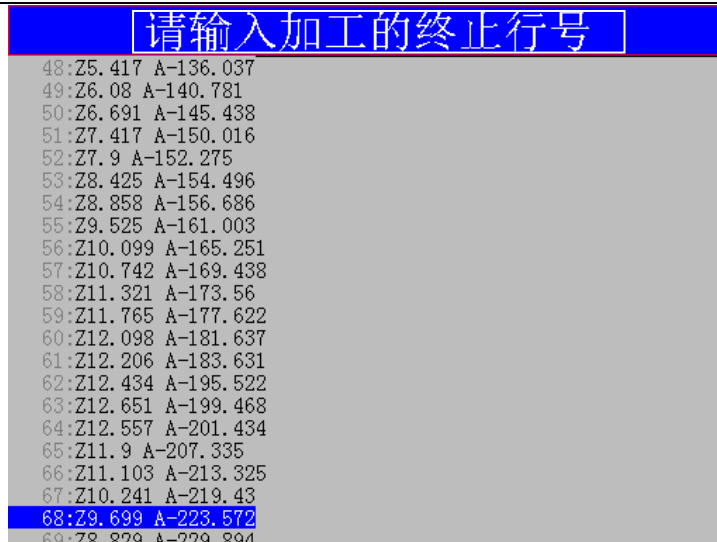 请输入加工的终止行号
48:Z5.417 A-136.037
49:Z6.08 A-140.781
50:Z6.691 A-145.438
51:Z7.417 A-150.016
52:Z7.9 A-152.275
53:Z8.425 A-154.496
54:Z8.858 A-156.686
55:Z9.525 A-161.003
56:Z10.099 A-165.251
57:Z10.742 A-169.438
58:Z11.321 A-173.56
59:Z11.765 A-177.622
60:Z12.098 A-181.637
61:Z12.206 A-183.631
62:Z12.434 A-195.522
63:Z12.651 A-199.468
64:Z12.557 A-201.434
65:Z11.9 A-207.335
66:Z11.103 A-213.325
67:Z10.241 A-219.43
68:Z9.699 A-223.572
69:Z8.829 A-229.894